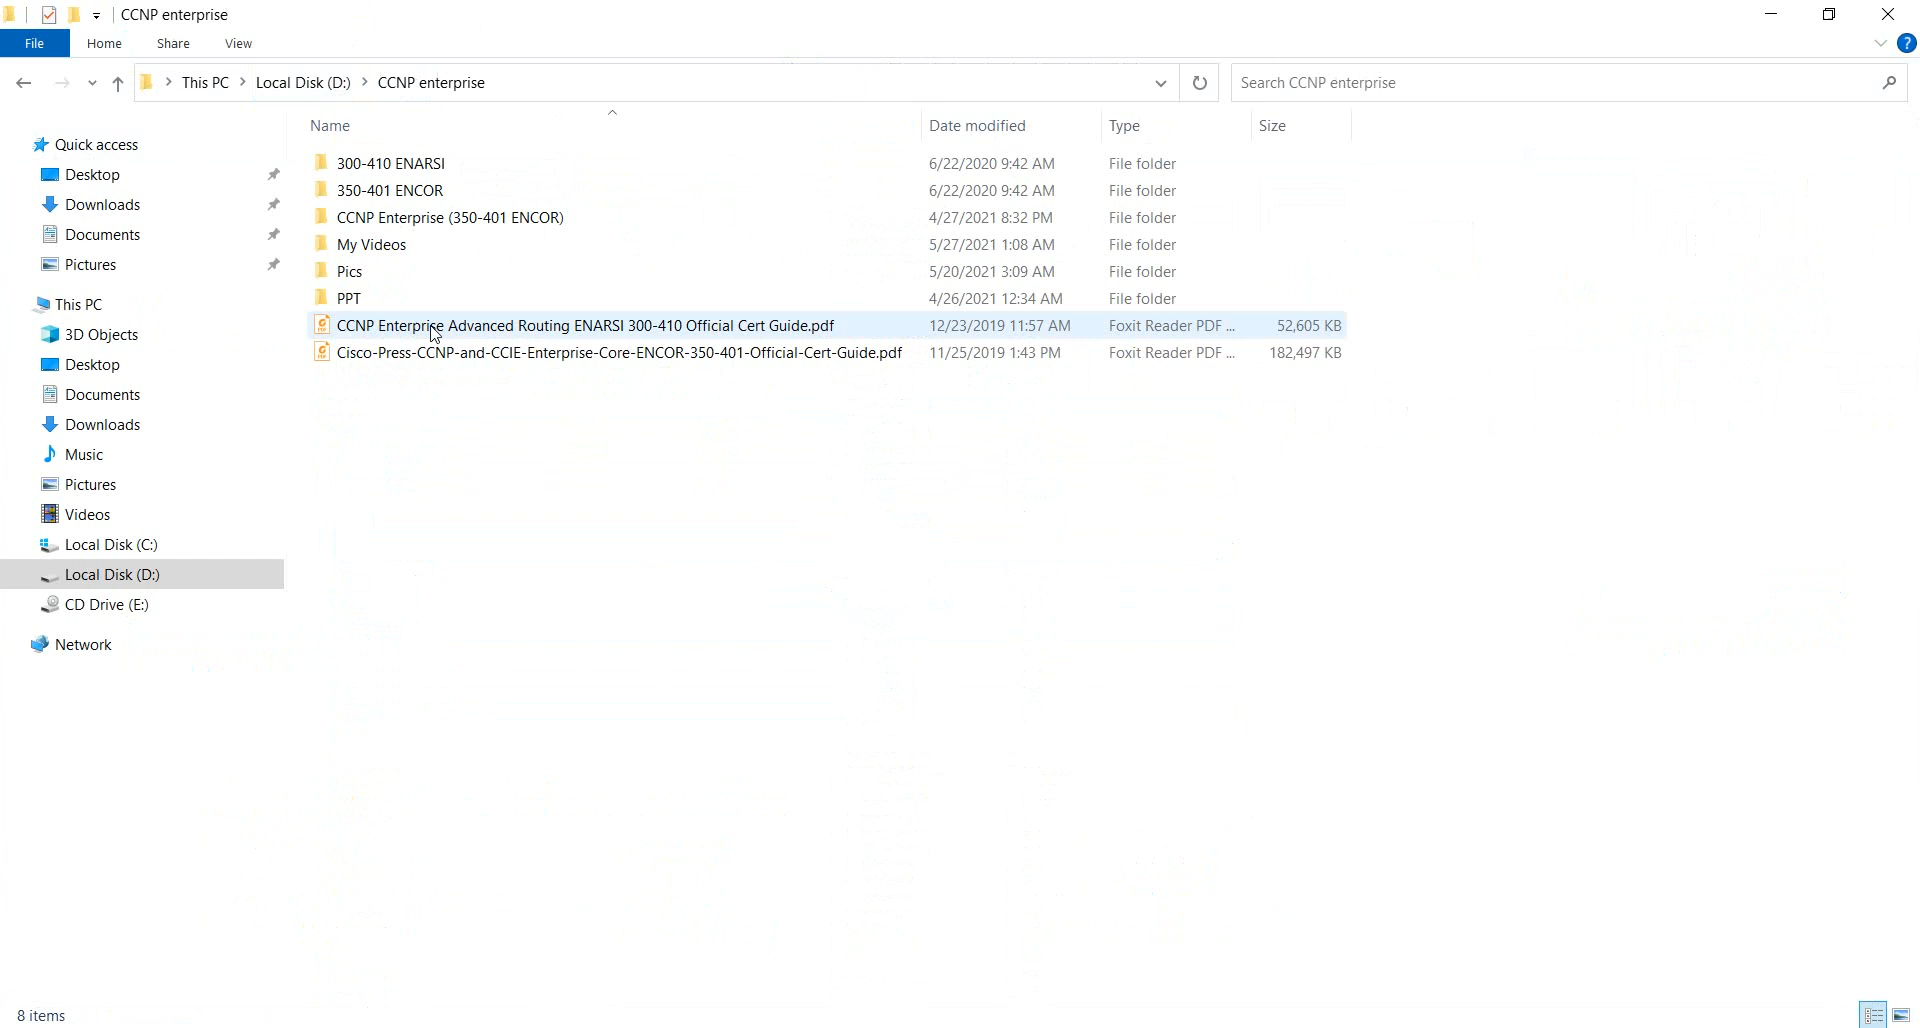 CCNP enterprise
File Home Share View
This PC Local Disk (D:) CCNP enterprise
Search CCNP enterprise
Quick access
Desktop
Downloads
Documents
Pictures
This PC
3D Objects
Desktop
Documents
Downloads
Music
Pictures
Videos
Local Disk (C:)
Local Disk (D:)
CD Drive (E:)
Network
Name Date modified Type Size
300-410 ENARSI 6/22/2020 9:42 AM File folder
350-401 ENCOR 6/22/2020 9:42 AM File folder
CCNP Enterprise (350-401 ENCOR) 4/27/2021 8:32 PM File folder
My Videos 5/27/2021 1:08 AM File folder
Pics 5/20/2021 3:09 AM File folder
PPT 4/26/2021 12:34 AM File folder
CCNP Enterprise Advanced Routing ENARSI 300-410 Official Cert Guide.pdf 12/23/2019 11:57 AM Foxit Reader PDF ... 52,605 KB
Cisco-Press-CCNP-and-CCIE-Enterprise-Core-ENCOR-350-401-Official-Cert-Guide.pdf 11/25/2019 1:43 PM Foxit Reader PDF ... 182,497 KB
8 items